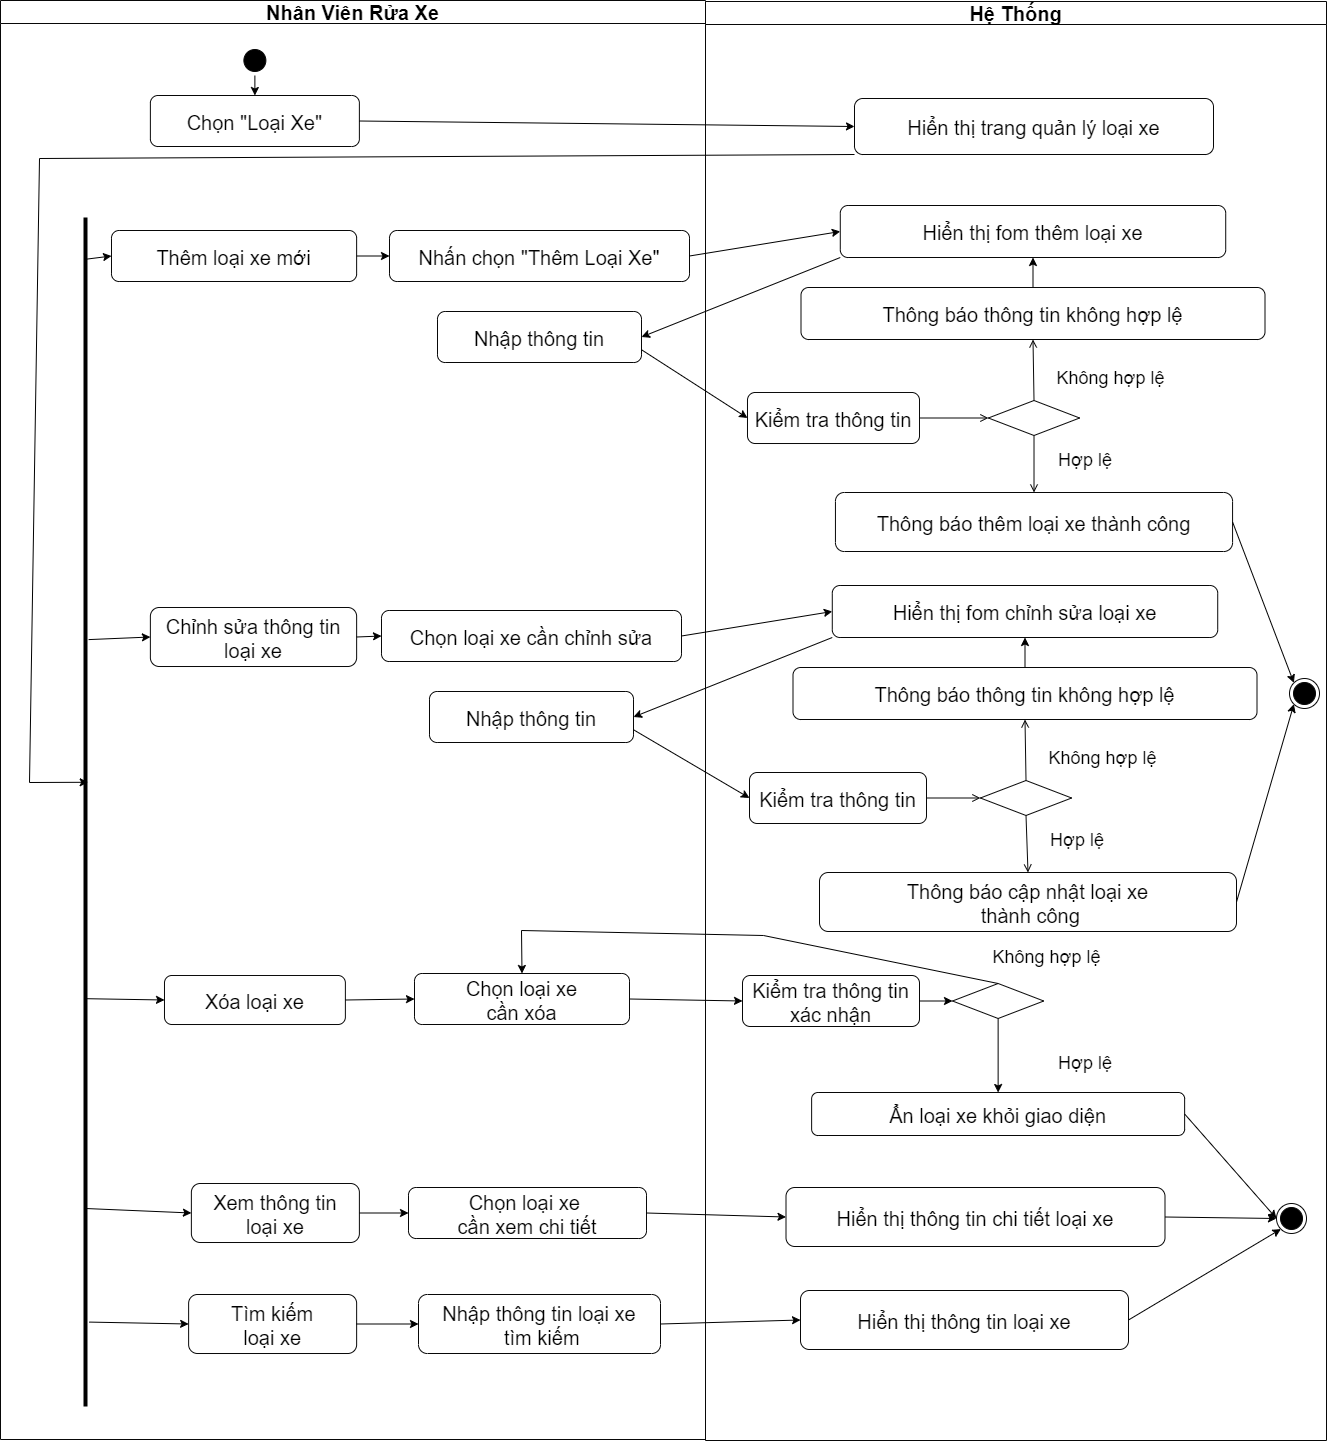 Nhân Viên Rửa Xe
Hệ Thống
Chọn "Loại Xe"
Hiển thị trang quản lý loại xe
Thêm loại xe mới
Nhấn chọn "Thêm Loại Xe"
Hiển thị fom thêm loại xe
Thông báo thông tin không hợp lệ
Nhập thông tin
Không hợp lệ
Kiểm tra thông tin
Hợp lệ
Thông báo thêm loại xe thành công
Chỉnh sửa thông tin
loại xe
Chọn loại xe cần chỉnh sửa
Hiển thị fom chỉnh sửa loại xe
Thông báo thông tin không hợp lệ
Nhập thông tin
Không hợp lệ
Kiểm tra thông tin
Hợp lệ
Thông báo cập nhật loại xe
thành công
Không hợp lệ
Xóa loại xe
Chọn loại xe
cần xóa
Kiểm tra thông tin
xác nhận
Hợp lệ
Ẩn loại xe khỏi giao diện
Xem thông tin
loại xe
Chọn loại xe
cần xem chi tiết
Hiển thị thông tin chi tiết loại xe
Tìm kiếm
loại xe
Nhập thông tin loại xe
tìm kiếm
Hiển thị thông tin loại xe